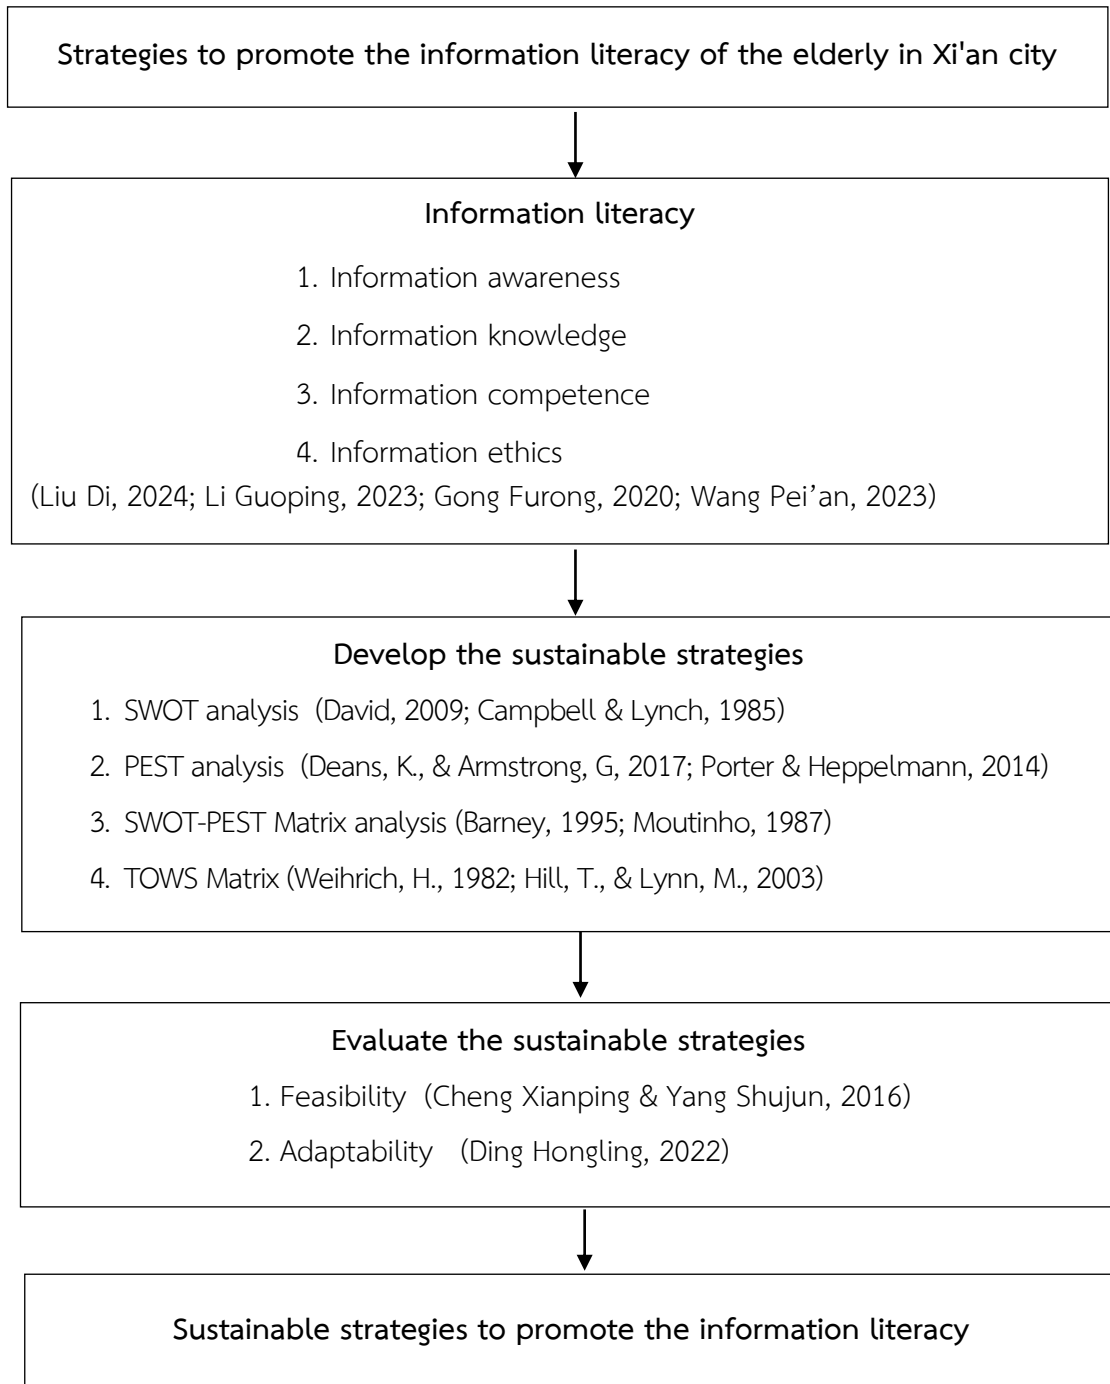 Strategies to promote the information literacy of the elderly in Xi'an city
Information literacy
1. Information awareness
2. Information knowledge
3. Information competence
4. Information ethics
(Liu Di, 2024; Li Guoping, 2023; Gong Furong, 2020; Wang Pei’an, 2023)
Develop the sustainable strategies
1. SWOT analysis (David, 2009; Campbell & Lynch, 1985)
2. PEST analysis (Deans, K., & Armstrong, G, 2017; Porter & Heppelmann, 2014)
3. SWOT-PEST Matrix analysis (Barney, 1995; Moutinho, 1987)
4. TOWS Matrix (Weihrich, H., 1982; Hill, T., & Lynn, M., 2003)
Evaluate the sustainable strategies
1. Feasibility (Cheng Xianping & Yang Shujun, 2016)
2. Adaptability (Ding Hongling, 2022)
Sustainable strategies to promote the information literacy